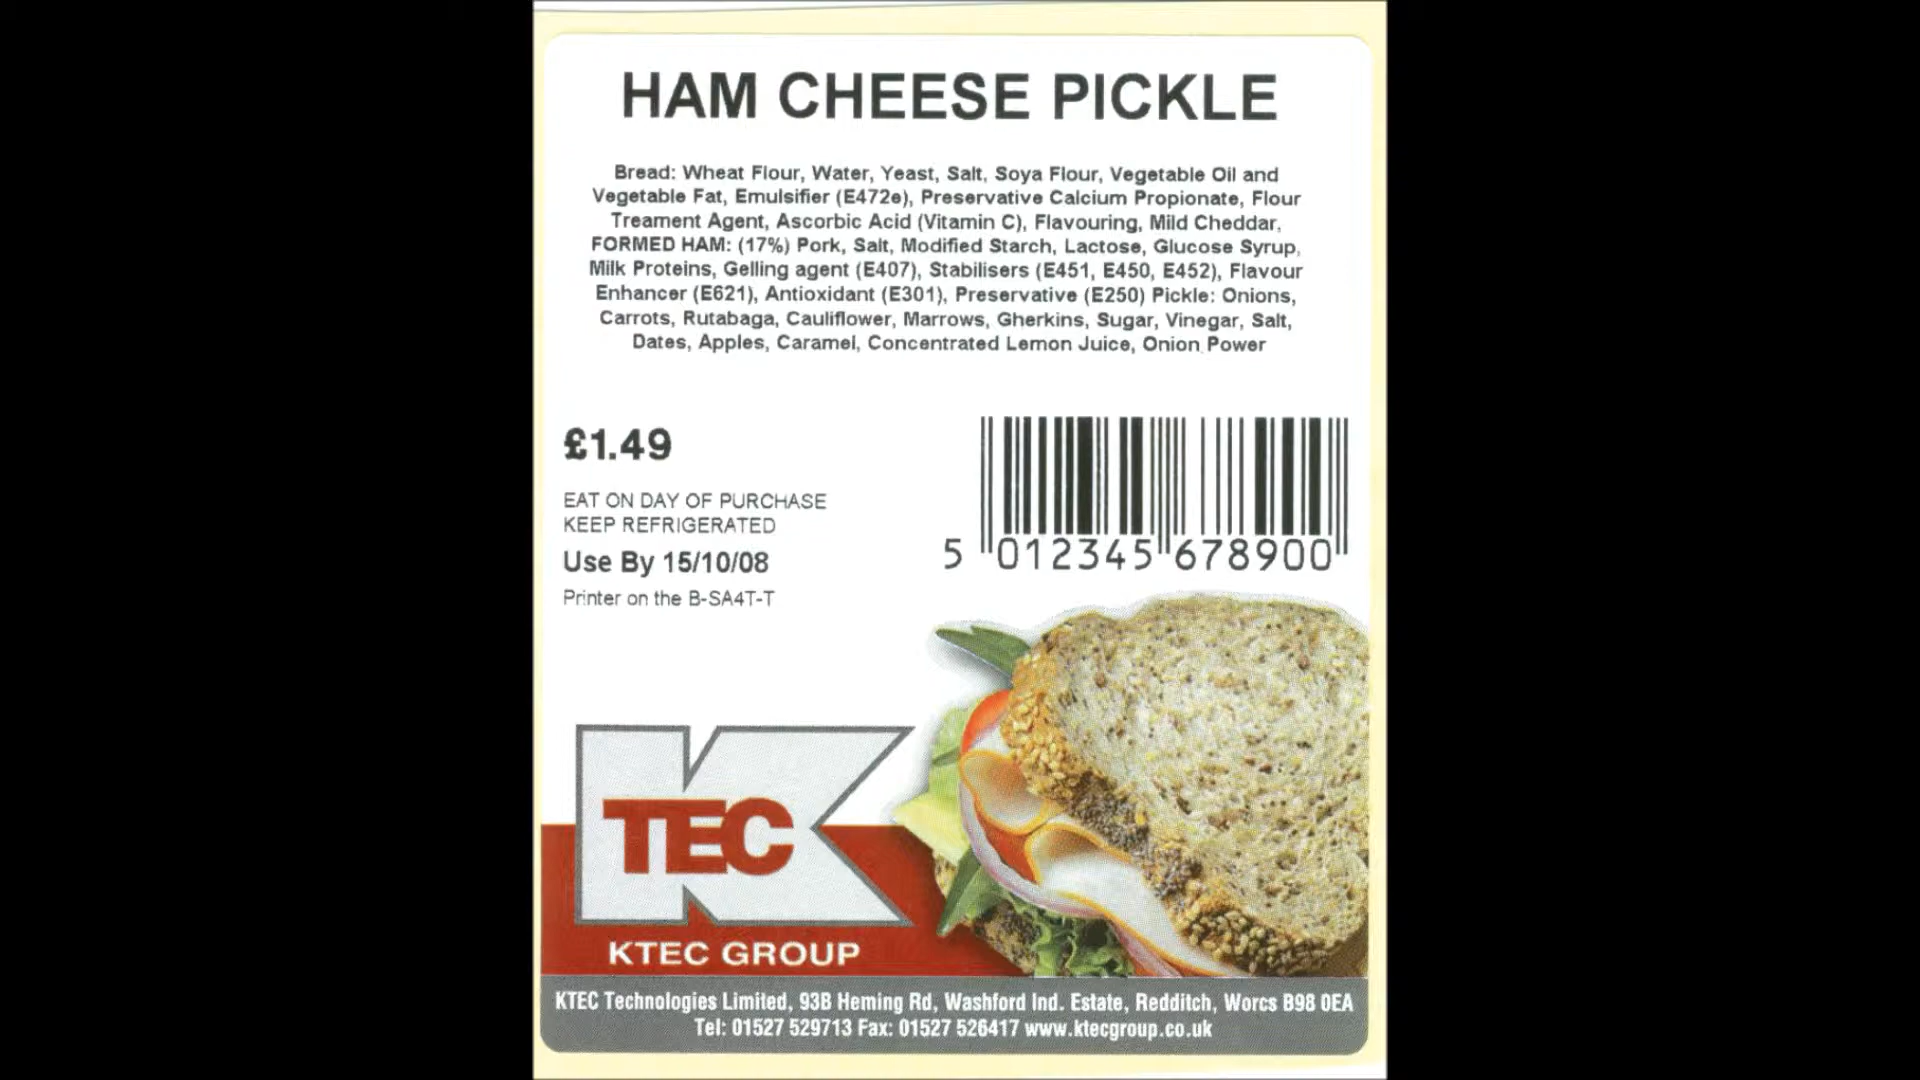 HAM CHEESE PICKLE
Bread: Wheat Flour, Water, Yeast, Salt, Soya Flour, Vegetable Oil and
Vegetable Fat, Emulsifier (E472e), Preservative Calcium Propionate, Flour
Treament Agent, Ascorbic Acid (Vitamin C), Flavouring, Mild Cheddar,
FORMED HAM: (17%) Pork, Salt, Modified Starch, Lactose, Glucose Syrup,
Milk Proteins, Gelling agent (E407), Stabilisers (E451, E450, E452), Flavour
Enhancer (E621), Antioxidant (E301), Preservative (E250) Pickle: Onions,
Carrots, Rutabaga, Cauliflower, Marrows, Gherkins, Sugar, Vinegar, Salt,
Dates, Apples, Caramel, Concentrated Lemon Juice, Onion Power
£1.49
EAT ON DAY OF PURCHASE
KEEP REFRIGERATED
Use By 15/10/08
Printer on the B-SA4T-T
5 012345 678900
K TEC
KTEC GROUP
KTEC Technologies Limited, 93B Heming Rd, Washford Ind. Estate, Redditch, Worcs B98 0EA
Tel: 01527 529713 Fax: 01527 526417 www.ktecgroup.co.uk